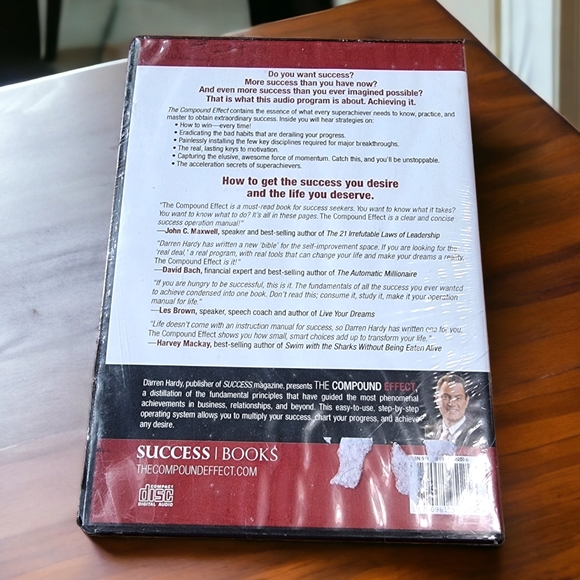 Do you want success?
More success than you have now?
And even more success than you ever imagined possible?
That is what this audio program is about. Achieving it.
The Compound Effect contains the essence of what every superachiever needs to know, practice, and
master to obtain extraordinary success. Inside you will hear strategies on:
• How to win—every time!
• Eradicating the bad habits that are derailing your progress.
• Painlessly installing the few key disciplines required for major breakthroughs.
• The real, lasting keys to motivation.
• Capturing the elusive, awesome force of momentum. Catch this, and you'll be unstoppable.
• The acceleration secrets of superachievers.
How to get the success you desire
and the life you deserve.
"The Compound Effect is a must-read book for success seekers. You want to know what it takes?
You want to know what to do? It's all in these pages. The Compound Effect is a clear and concise
success operation manual!"
—John C. Maxwell, speaker and best-selling author of The 21 Irrefutable Laws of Leadership
"Darren Hardy has written a new 'bible' for the self-improvement space. If you are looking for the
'real deal,' a real program, with real tools that can change your life and make your dreams a reality,
The Compound Effect is it!"
—David Bach, financial expert and best-selling author of The Automatic Millionaire
"If you are hungry to be successful, this is it. The fundamentals of all the success you ever wanted
to achieve condensed into one book. Don't read this; consume it, study it, make it your operation
manual for life."
—Les Brown, speaker, speech coach and author of Live Your Dreams
"Life doesn't come with an instruction manual for success, so Darren Hardy has written one for you.
The Compound Effect shows you how small, smart choices add up to transform your life."
—Harvey Mackay, best-selling author of Swim with the Sharks Without Being Eaten Alive
Darren Hardy, publisher of SUCCESS magazine, presents THE COMPOUND EFFECT,
a distillation of the fundamental principles that have guided the most phenomenal
achievements in business, relationships, and beyond. This easy-to-use, step-by-step
operating system allows you to multiply your success, chart your progress, and achieve
any desire.
SUCCESS | BOOKS
THECOMPOUNDEFFECT.COM
COMPACT
disc
DIGITAL AUDIO